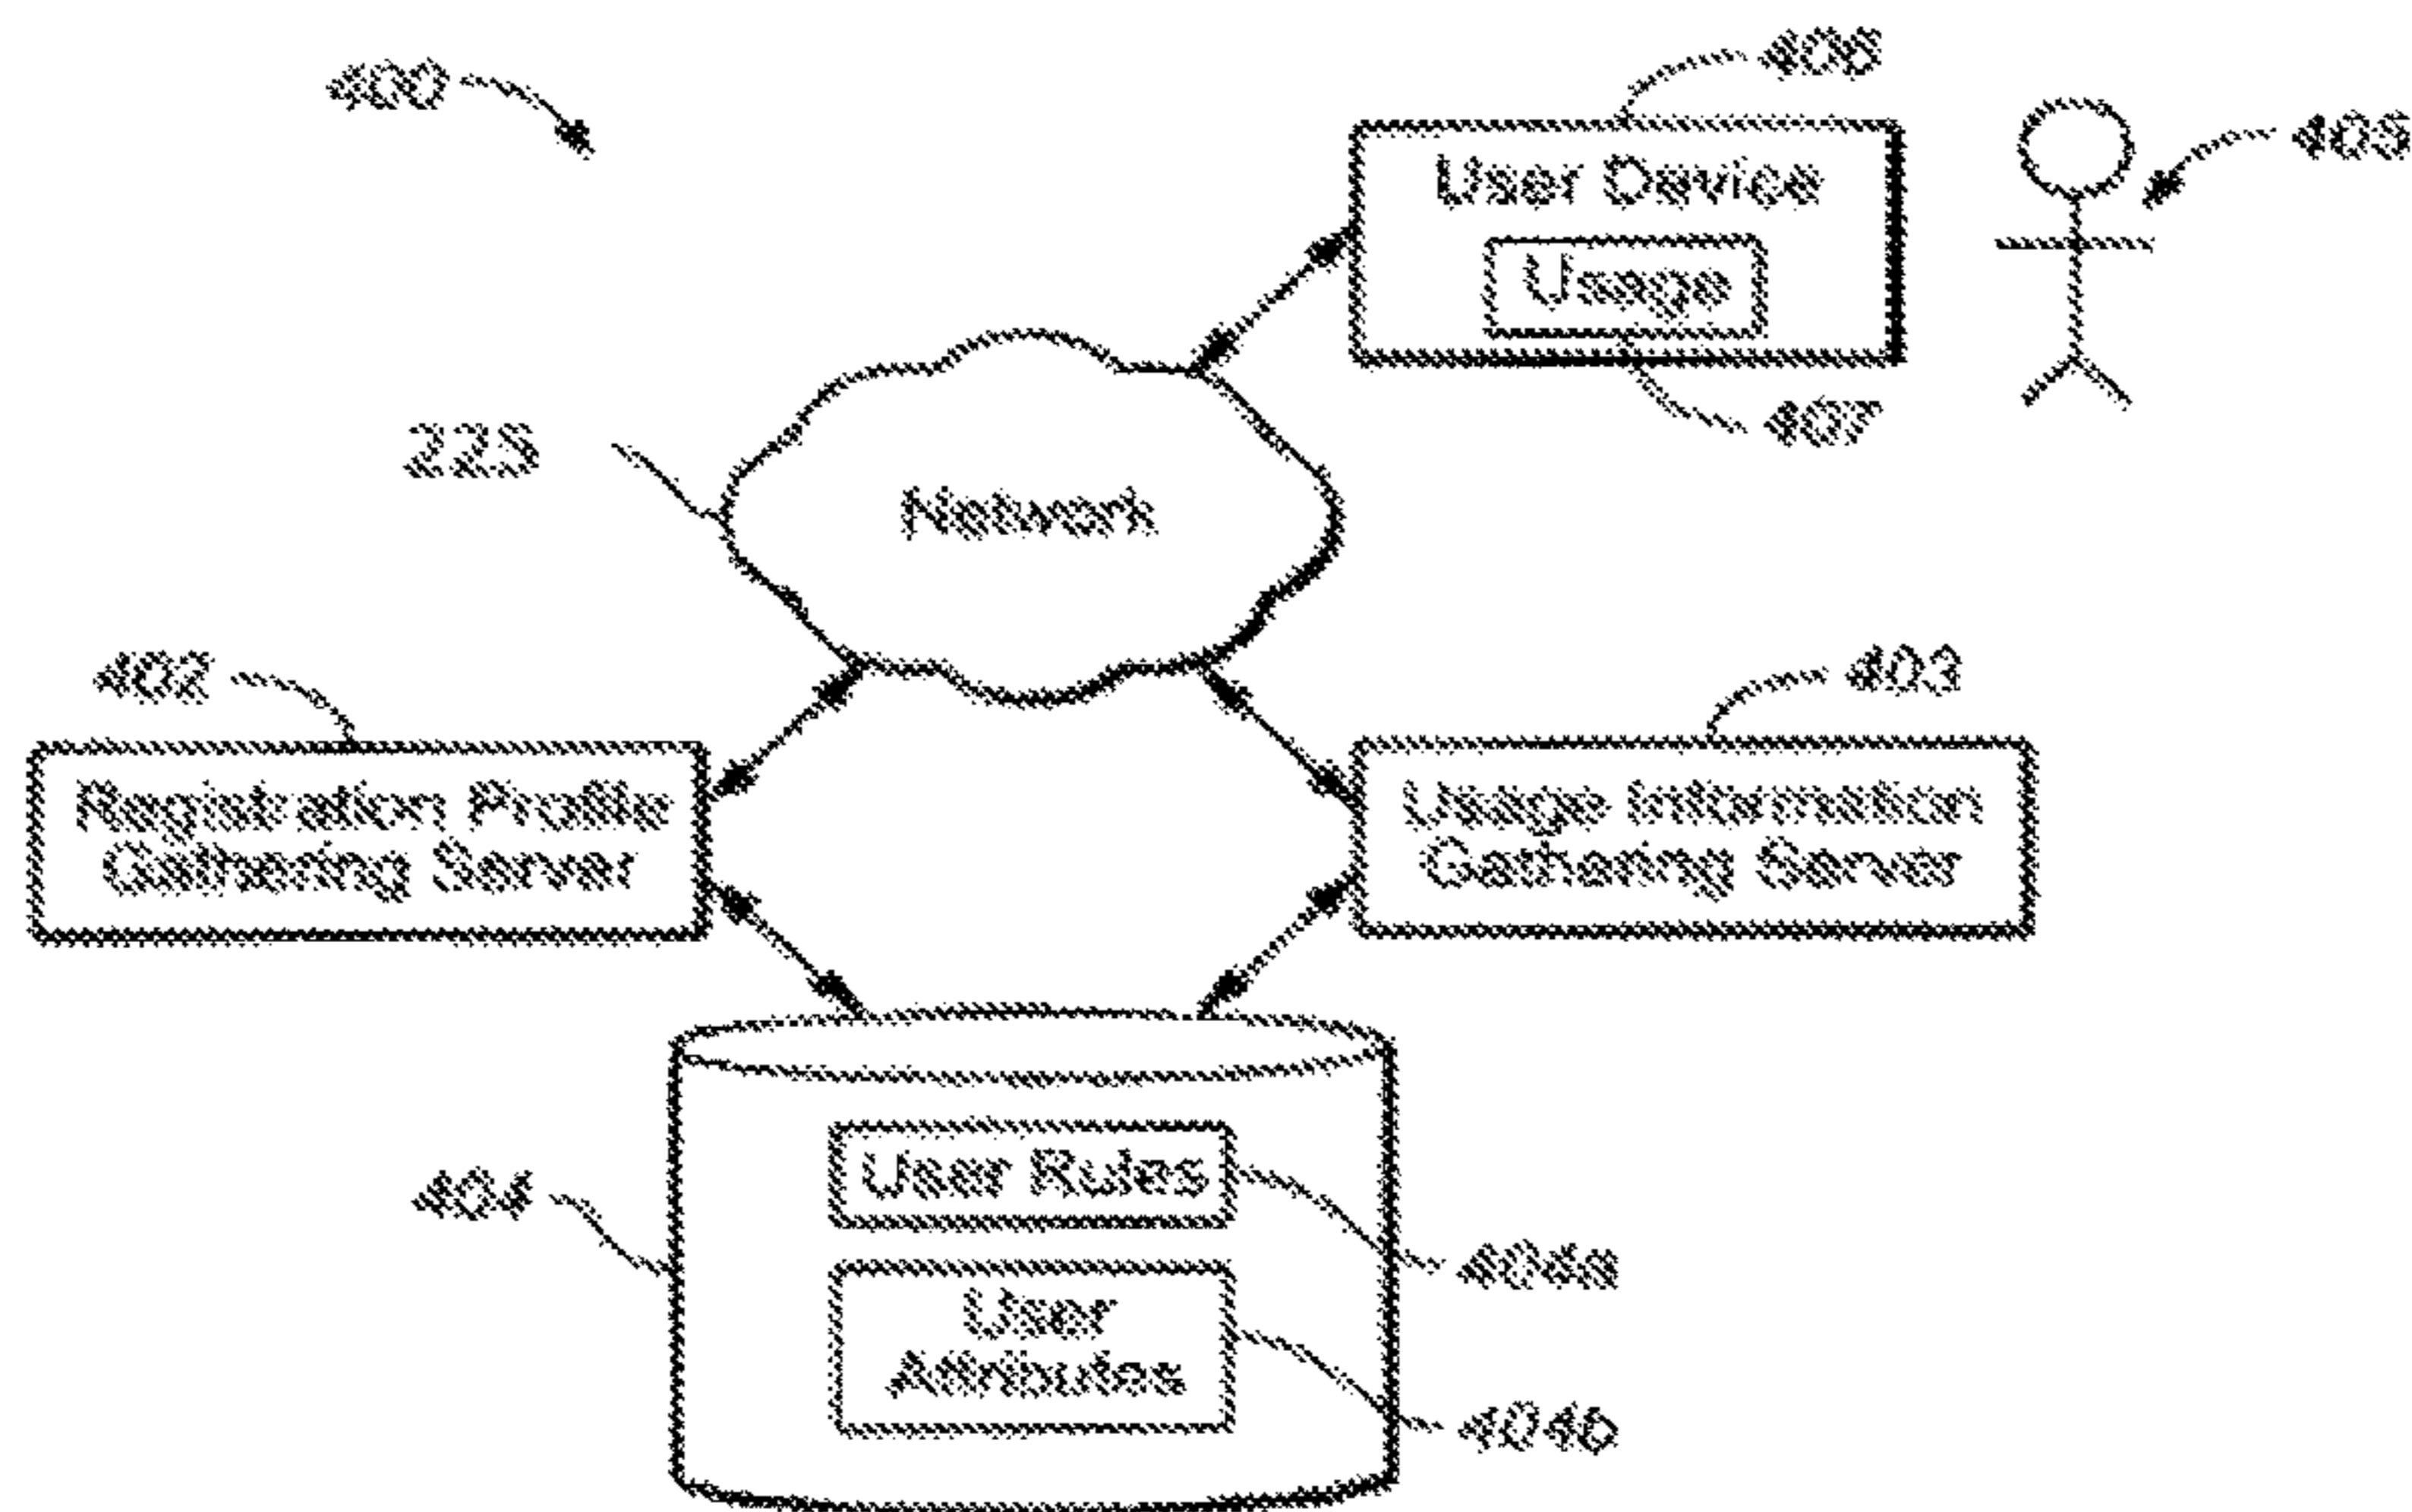 400
406
405
User Device
Usage
407
225
Network
402
403
Registration Profile
Gathering Server
Usage Information
Gathering Server
404
User Rules
404a
User
Attributes
404b